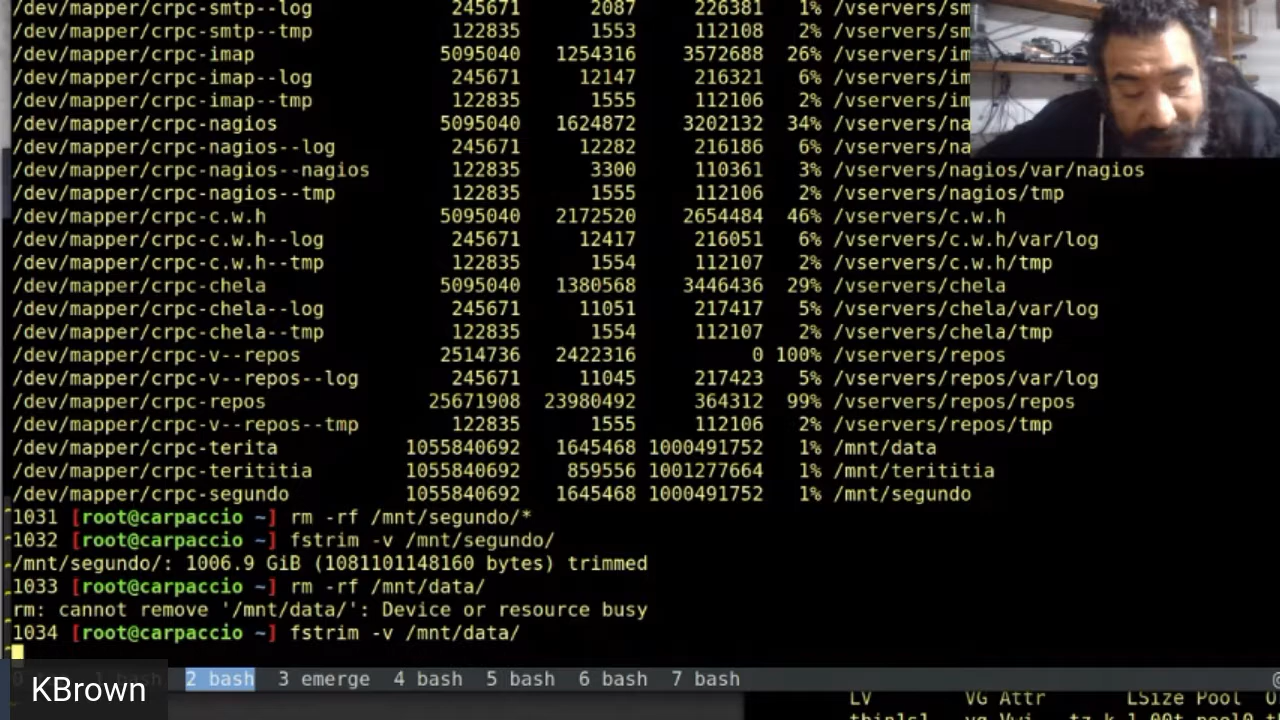 /dev/mapper/crpc-smtp--log 245671 2087 226381 1% /vservers/sm
/dev/mapper/crpc-smtp--tmp 122835 1553 112108 2% /vservers/sm
/dev/mapper/crpc-imap 5095040 1254316 3572688 26% /vservers/im
/dev/mapper/crpc-imap--log 245671 12147 216321 6% /vservers/im
/dev/mapper/crpc-imap--tmp 122835 1555 112106 2% /vservers/im
/dev/mapper/crpc-nagios 5095040 1624872 3202132 34% /vservers/na
/dev/mapper/crpc-nagios--log 245671 12282 216186 6% /vservers/na
/dev/mapper/crpc-nagios--nagios 122835 3300 110361 3% /vservers/nagios/var/nagios
/dev/mapper/crpc-nagios--tmp 122835 1555 112106 2% /vservers/nagios/tmp
/dev/mapper/crpc-c.w.h 5095040 2172520 2654484 46% /vservers/c.w.h
/dev/mapper/crpc-c.w.h--log 245671 12417 216051 6% /vservers/c.w.h/var/log
/dev/mapper/crpc-c.w.h--tmp 122835 1554 112107 2% /vservers/c.w.h/tmp
/dev/mapper/crpc-chela 5095040 1380568 3446436 29% /vservers/chela
/dev/mapper/crpc-chela--log 245671 11051 217417 5% /vservers/chela/var/log
/dev/mapper/crpc-chela--tmp 122835 1554 112107 2% /vservers/chela/tmp
/dev/mapper/crpc-v--repos 2514736 2422316 0 100% /vservers/repos
/dev/mapper/crpc-v--repos--log 245671 11045 217423 5% /vservers/repos/var/log
/dev/mapper/crpc-repos 25671908 23980492 364312 99% /vservers/repos/repos
/dev/mapper/crpc-v--repos--tmp 122835 1555 112106 2% /vservers/repos/tmp
/dev/mapper/crpc-terita 1055840692 1645468 1000491752 1% /mnt/data
/dev/mapper/crpc-terititia 1055840692 859556 1001277664 1% /mnt/terititia
/dev/mapper/crpc-segundo 1055840692 1645468 1000491752 1% /mnt/segundo
1031 [root@carpaccio ~] rm -rf /mnt/segundo/*
1032 [root@carpaccio ~] fstrim -v /mnt/segundo/
/mnt/segundo/: 1006.9 GiB (1081101148160 bytes) trimmed
1033 [root@carpaccio ~] rm -rf /mnt/data/
rm: cannot remove '/mnt/data/': Device or resource busy
1034 [root@carpaccio ~] fstrim -v /mnt/data/
2 bash 3 emerge 4 bash 5 bash 6 bash 7 bash
KBrown
LV VG Attr LSize Pool